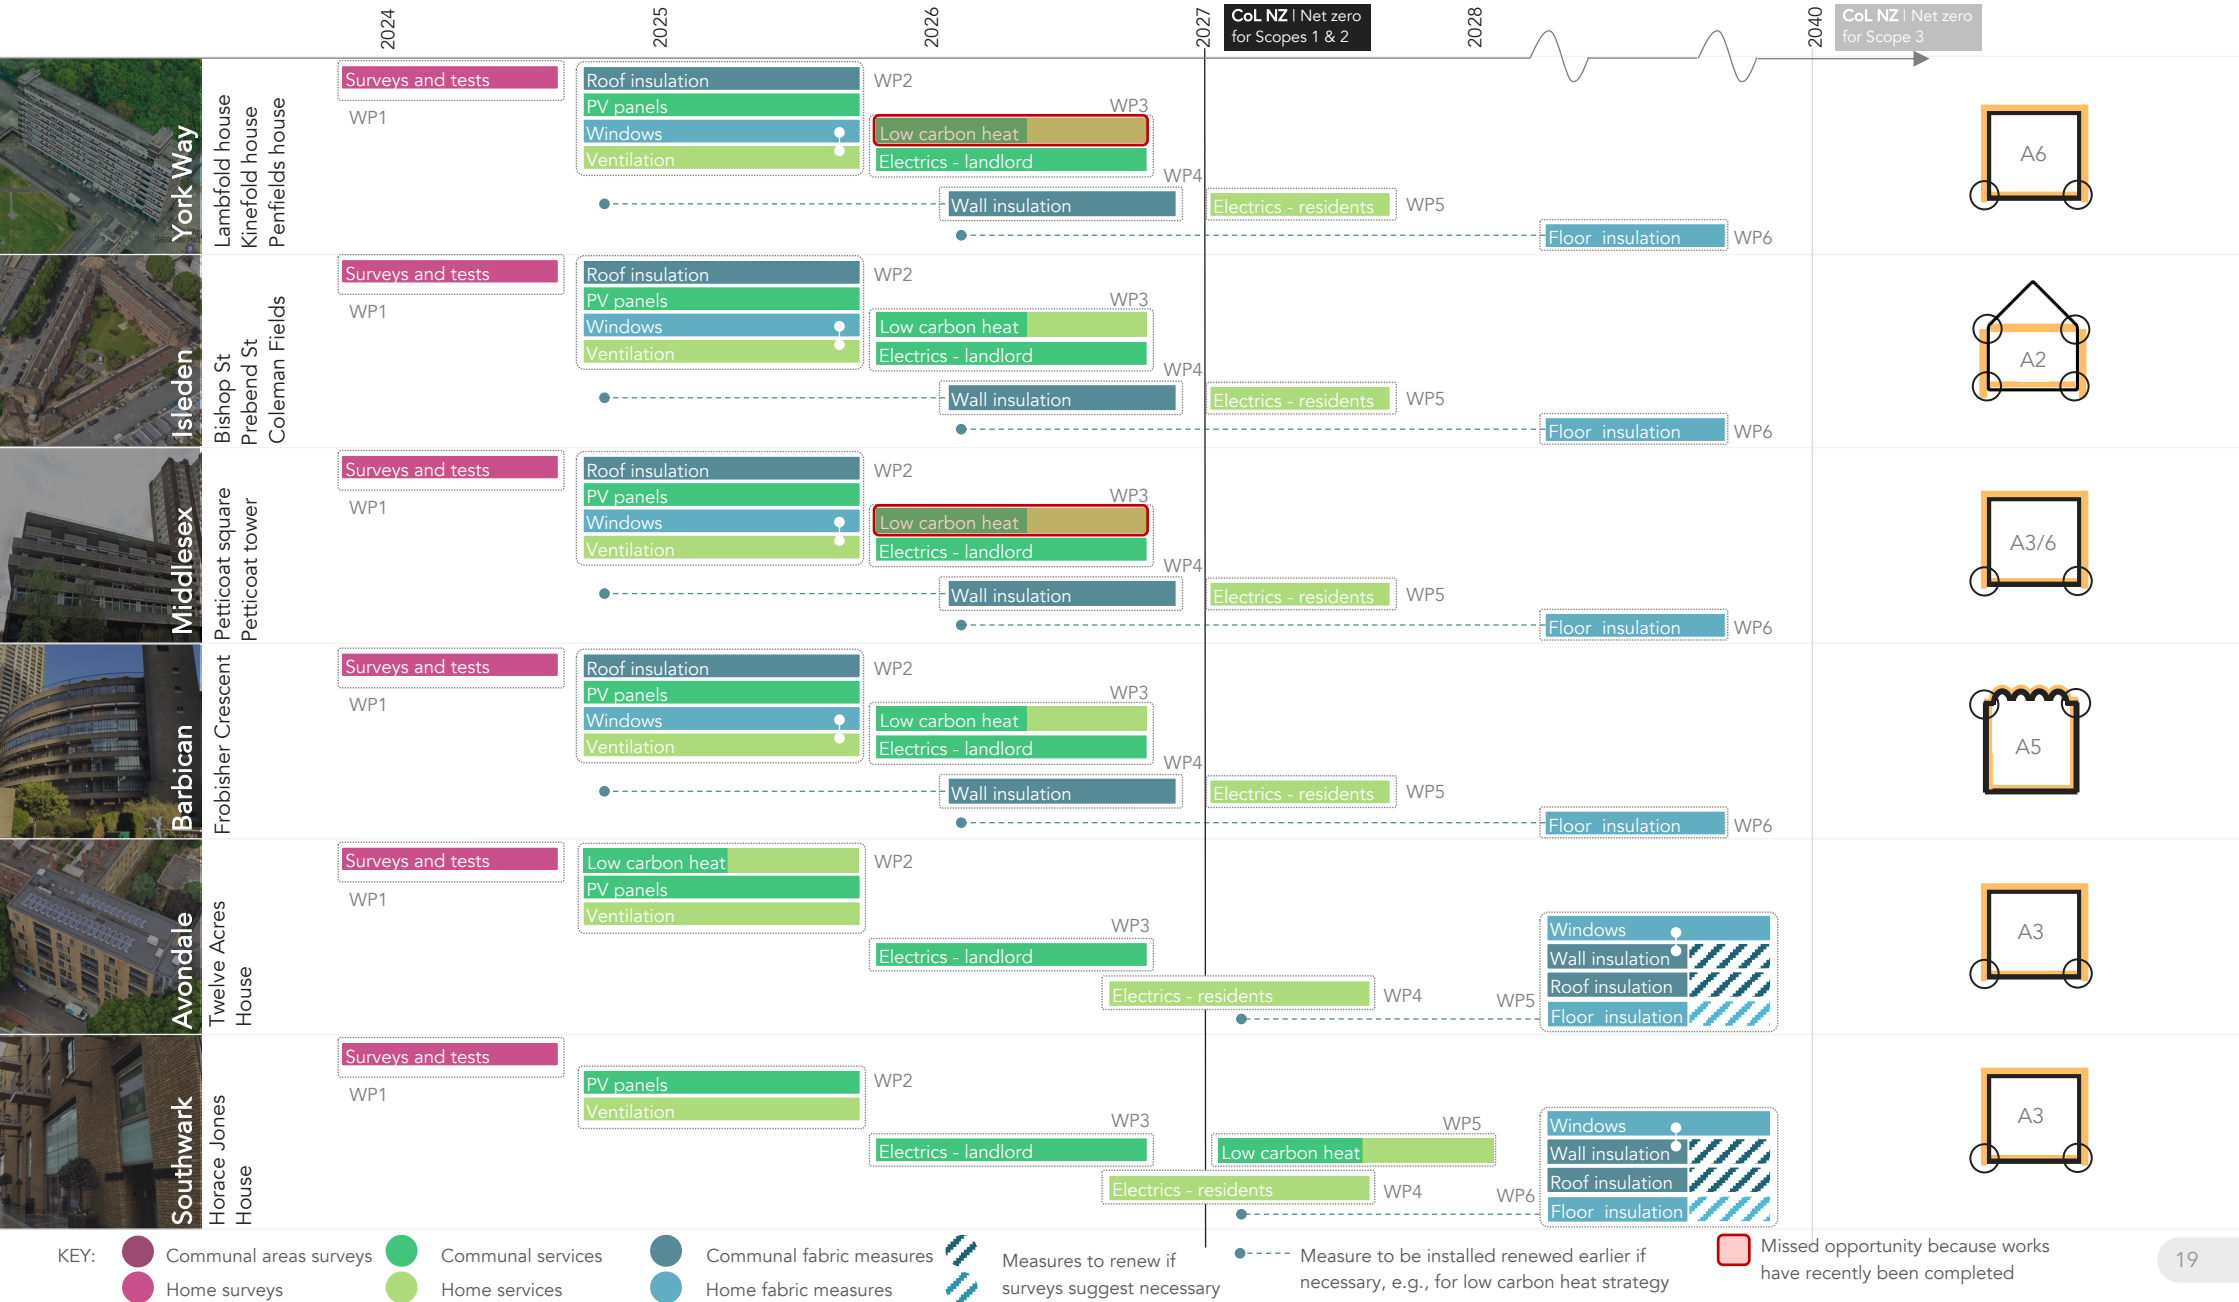 2024
2025
2026
2027
CoL NZ | Net zero
for Scopes 1 & 2
2028
2040
CoL NZ | Net zero
for Scope 3
York Way
Lambfold house
Kinefold house
Penfields house
Surveys and tests
WP1
Roof insulation
WP2
PV panels
Windows
Ventilation
WP3
Low carbon heat
Electrics - landlord
WP4
Wall insulation
Electrics - residents
WP5
Floor insulation
WP6
A6
Isleden
Bishop St
Prebend St
Coleman Fields
Surveys and tests
WP1
Roof insulation
WP2
PV panels
Windows
Ventilation
WP3
Low carbon heat
Electrics - landlord
WP4
Wall insulation
Electrics - residents
WP5
Floor insulation
WP6
A2
Middlesex
Petticoat square
Petticoat tower
Surveys and tests
WP1
Roof insulation
WP2
PV panels
Windows
Ventilation
WP3
Low carbon heat
Electrics - landlord
WP4
Wall insulation
Electrics - residents
WP5
Floor insulation
WP6
A3/6
Barbican
Frobisher Crescent
Surveys and tests
WP1
Roof insulation
WP2
PV panels
Windows
Ventilation
WP3
Low carbon heat
Electrics - landlord
WP4
Wall insulation
Electrics - residents
WP5
Floor insulation
WP6
A5
Avondale
Twelve Acres
House
Surveys and tests
WP1
Low carbon heat
WP2
PV panels
Ventilation
WP3
Electrics - landlord
Electrics - residents
WP4
WP5
Windows
Wall insulation
Roof insulation
Floor insulation
A3
Southwark
Horace Jones
House
Surveys and tests
WP1
PV panels
WP2
Ventilation
WP3
Electrics - landlord
WP5
Low carbon heat
Electrics - residents
WP4
WP6
Windows
Wall insulation
Roof insulation
Floor insulation
A3
KEY:
Communal areas surveys
Home surveys
Communal services
Home services
Communal fabric measures
Home fabric measures
Measures to renew if
surveys suggest necessary
Measure to be installed renewed earlier if
necessary, e.g., for low carbon heat strategy
Missed opportunity because works
have recently been completed
19